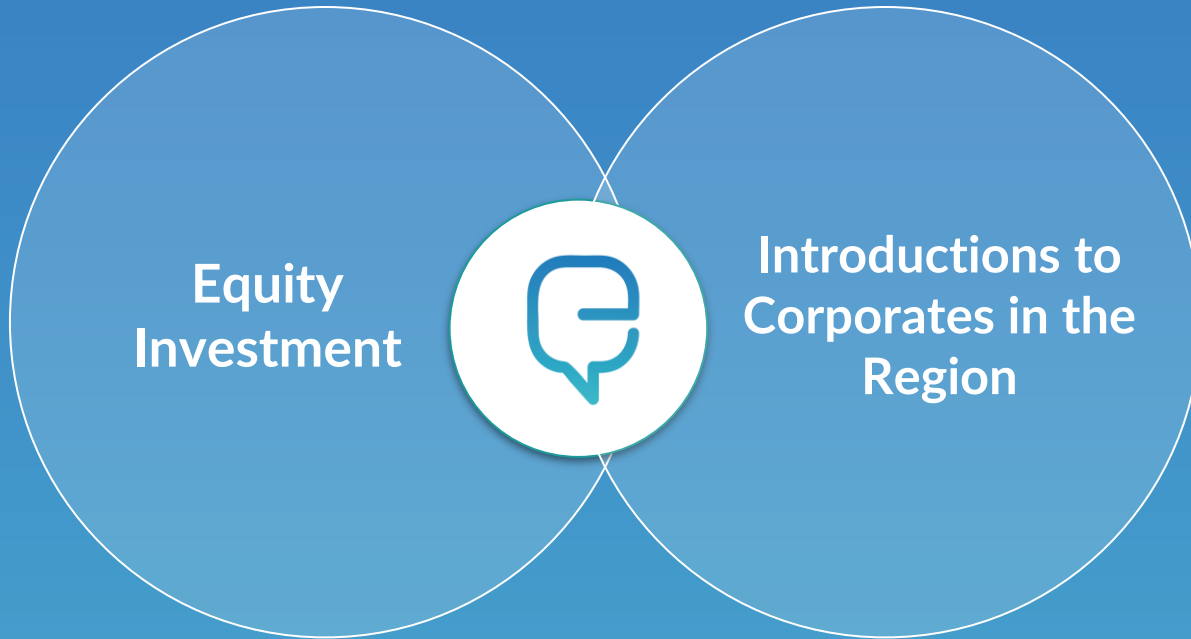 Equity
Investment
Introductions to
Corporates in the
Region